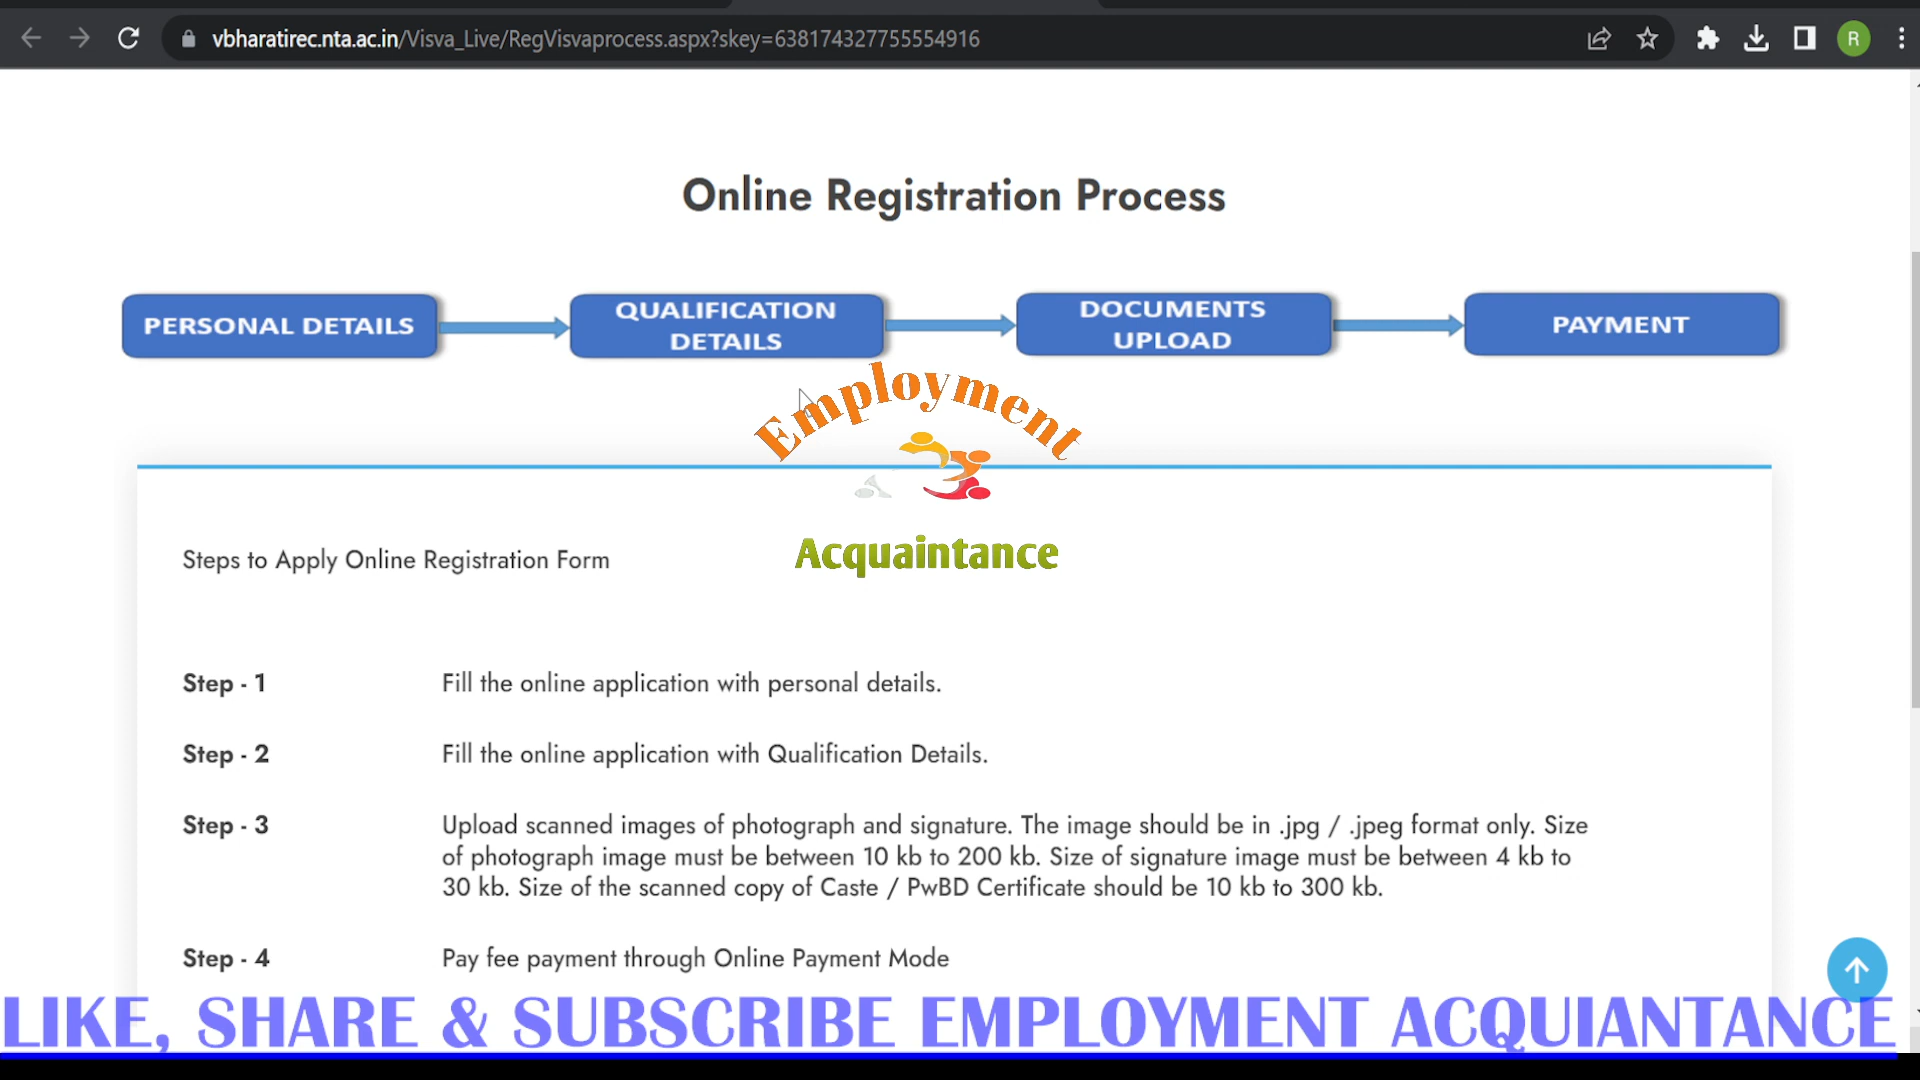 vbharatirec.nta.ac.in/Visva_Live/RegVisvaprocess.aspx?skey=638174327755554916
R
Online Registration Process
PERSONAL DETAILS
QUALIFICATION
DETAILS
DOCUMENTS
UPLOAD
PAYMENT
Employment
Acquaintance
Steps to Apply Online Registration Form
Step - 1 Fill the online application with personal details.
Step - 2 Fill the online application with Qualification Details.
Step - 3 Upload scanned images of photograph and signature. The image should be in .jpg / .jpeg format only. Size
of photograph image must be between 10 kb to 200 kb. Size of signature image must be between 4 kb to
30 kb. Size of the scanned copy of Caste / PwBD Certificate should be 10 kb to 300 kb.
Step - 4 Pay fee payment through Online Payment Mode
LIKE, SHARE & SUBSCRIBE EMPLOYMENT ACQUIANTANCE